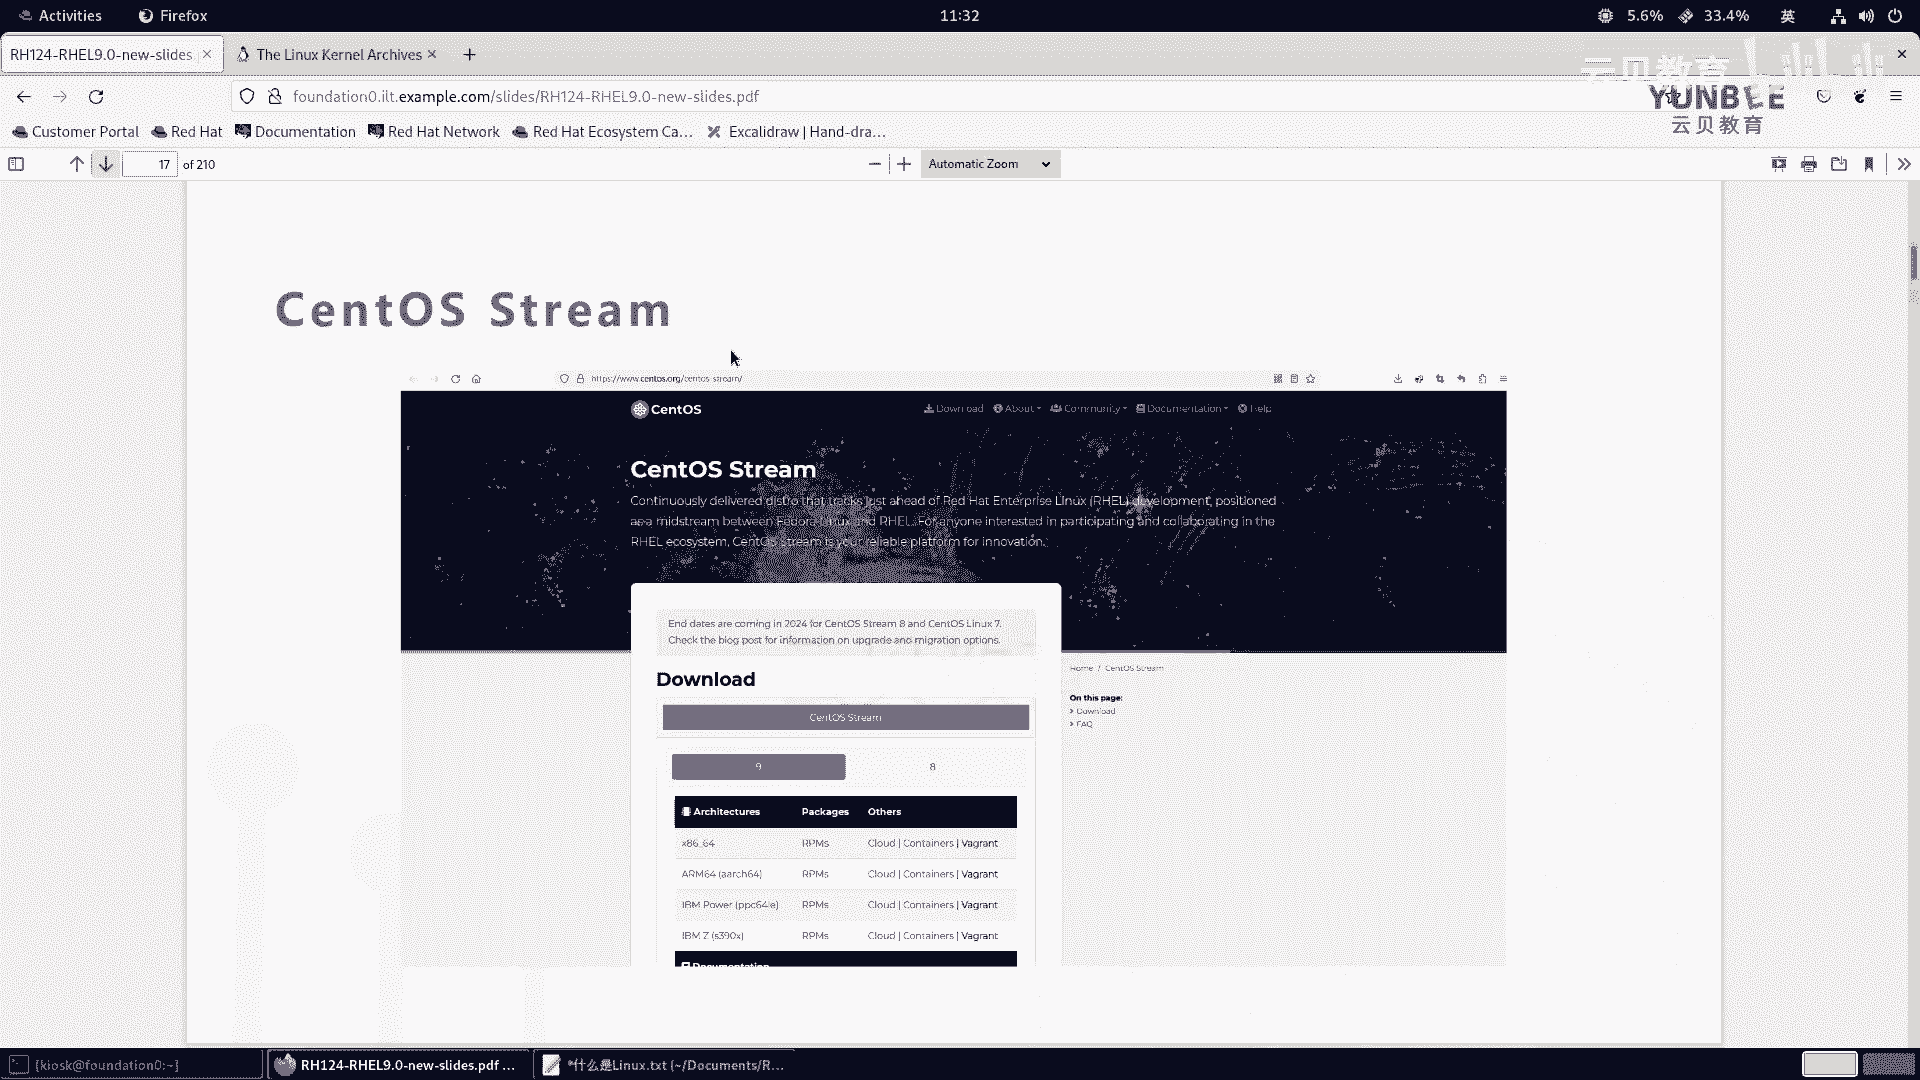 Activities
Firefox
11:32
5.6%
33.4%
英
RH124-RHEL9.0-new-slides
The Linux Kernel Archives
云贝教育
YUNBEE
云贝教育
foundation0.ilt.example.com/slides/RH124-RHEL9.0-new-slides.pdf
Customer Portal
Red Hat
Documentation
Red Hat Network
Red Hat Ecosystem Ca…
Excalidraw | Hand-dra…
17 of 210
Automatic Zoom
CentOS Stream
https://www.centos.org/centos-stream/
CentOS
Download
About
Community
Documentation
Help
CentOS Stream
Continuously delivered distro that tracks just ahead of Red Hat Enterprise Linux (RHEL) development, positioned
as a midstream between Fedora Linux and RHEL. For anyone interested in participating and collaborating in the
RHEL ecosystem, CentOS Stream is your reliable platform for innovation.
End dates are coming in 2024 for CentOS Stream 8 and CentOS Linux 7.
Check the blog post for information on upgrade and migration options.
Home / CentOS Stream
On this page:
Download
FAQ
Download
CentOS Stream
9
8
Architectures Packages Others
x86_64 RPMs Cloud | Containers | Vagrant
ARM64 (aarch64) RPMs Cloud | Containers | Vagrant
IBM Power (ppc64le) RPMs Cloud | Containers | Vagrant
IBM Z (s390x) RPMs Cloud | Containers | Vagrant
Documentation
[kiosk@foundation0:~]
RH124-RHEL9.0-new-slides.pdf …
*什么是Linux.txt (~/Documents/R…